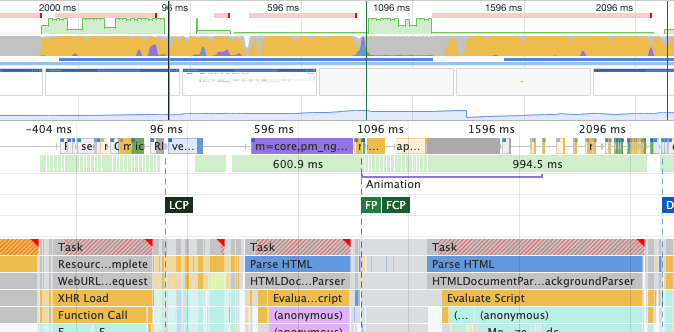 2000 ms 96 ms 596 ms 1096 ms 1596 ms 2096 ms
-404 ms 96 ms 596 ms 1096 ms 1596 ms 2096 ms
se… ve… m=core,pm_ng… … ap…
600.9 ms 994.5 ms
Animation
LCP FP FCP D
Task Task Task
Resourc…mplete Parse HTML Parse HTML
WebURL…equest HTMLDoc…Parser HTMLDocumentPar…ackgroundParser
XHR Load Evalua…cript Evaluate Script
Function Call (anonymous) (… (anonymous)
(anonymous)